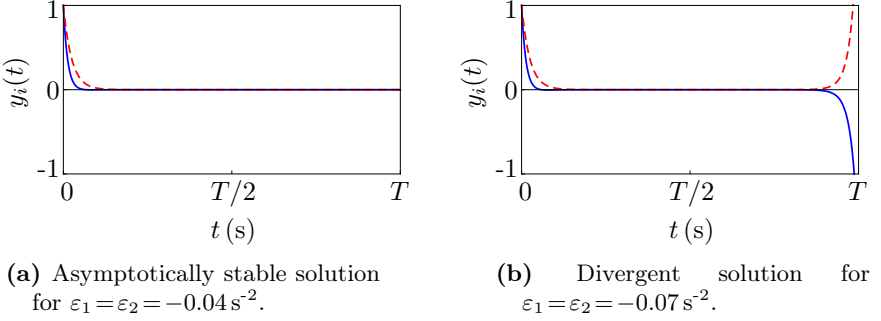 1
0
-1
y_i(t)
0
T/2
T
t (s)
(a) Asymptotically stable solution
for ε₁=ε₂=−0.04 s⁻².
1
0
-1
y_i(t)
0
T/2
T
t (s)
(b) Divergent solution for
ε₁=ε₂=−0.07 s⁻².